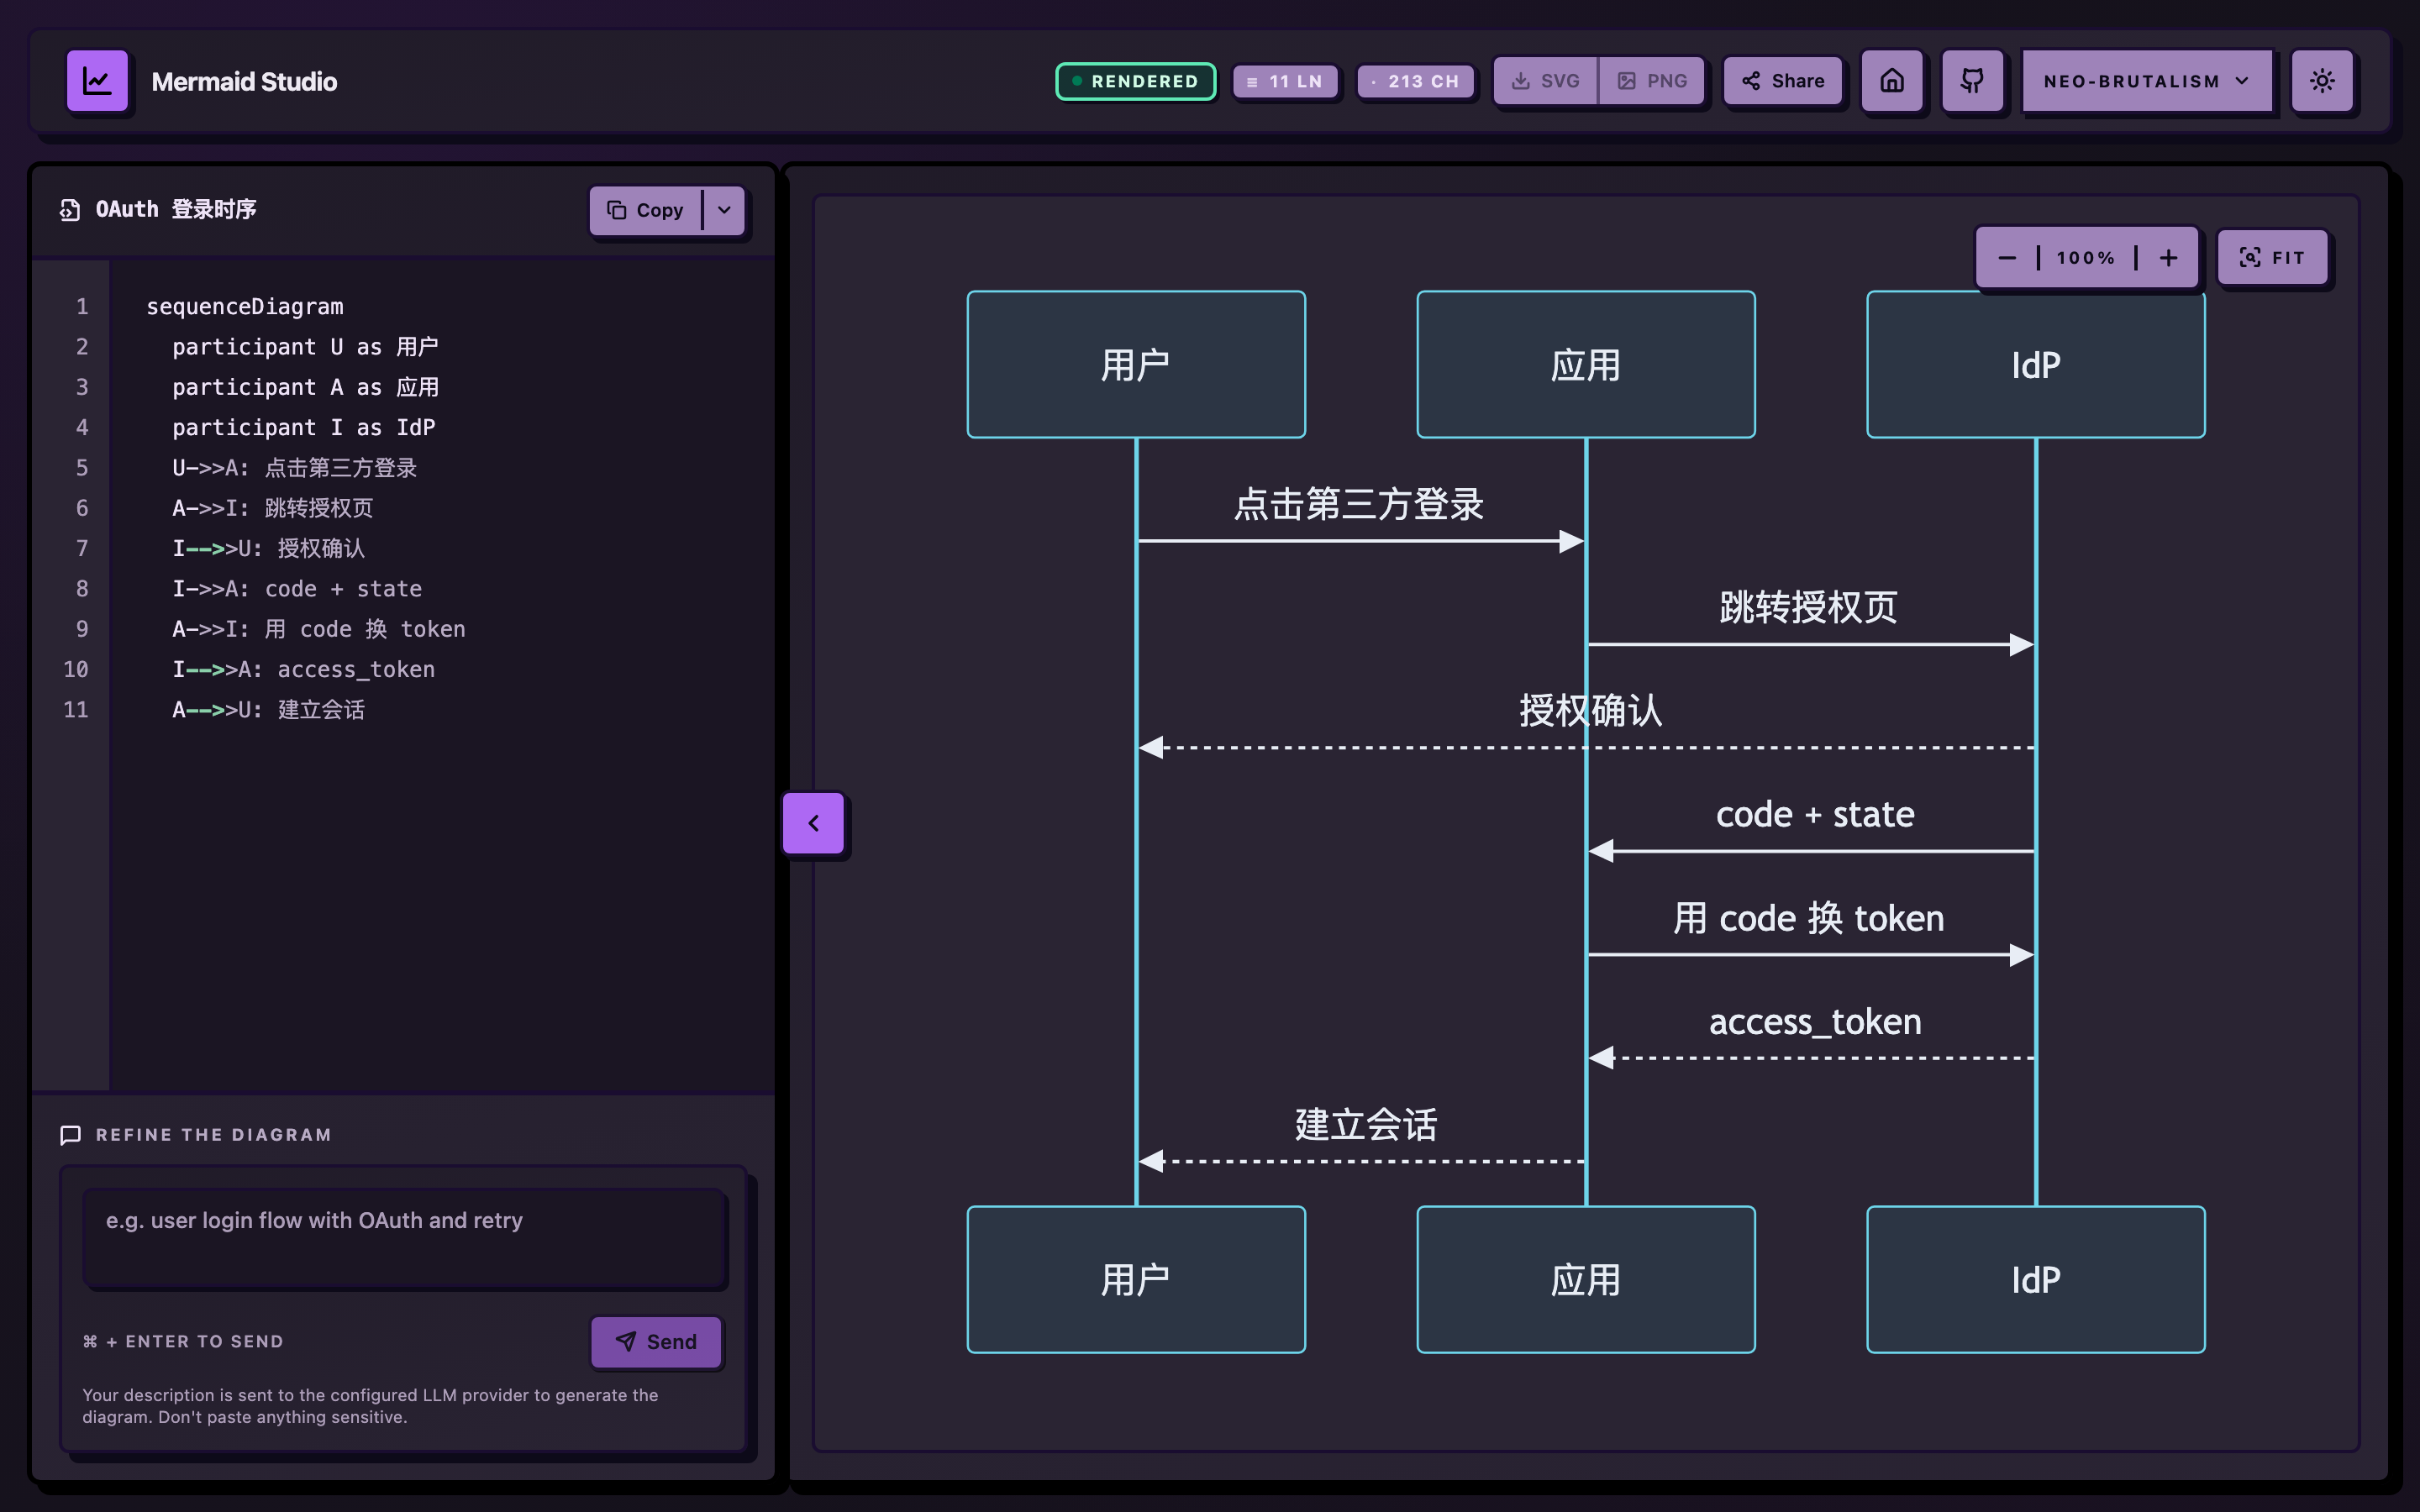 Mermaid Studio
RENDERED
11 LN
· 213 CH
SVG
PNG
Share
NEO-BRUTALISM
OAuth 登录时序
Copy
1 sequenceDiagram
2 participant U as 用户
3 participant A as 应用
4 participant I as IdP
5 U->>A: 点击第三方登录
6 A->>I: 跳转授权页
7 I-->>U: 授权确认
8 I->>A: code + state
9 A->>I: 用 code 换 token
10 I-->>A: access_token
11 A-->>U: 建立会话
REFINE THE DIAGRAM
e.g. user login flow with OAuth and retry
⌘ + ENTER TO SEND
Send
Your description is sent to the configured LLM provider to generate the
diagram. Don't paste anything sensitive.
− | 100% | +
FIT
用户
应用
IdP
点击第三方登录
跳转授权页
授权确认
code + state
用 code 换 token
access_token
建立会话
用户
应用
IdP